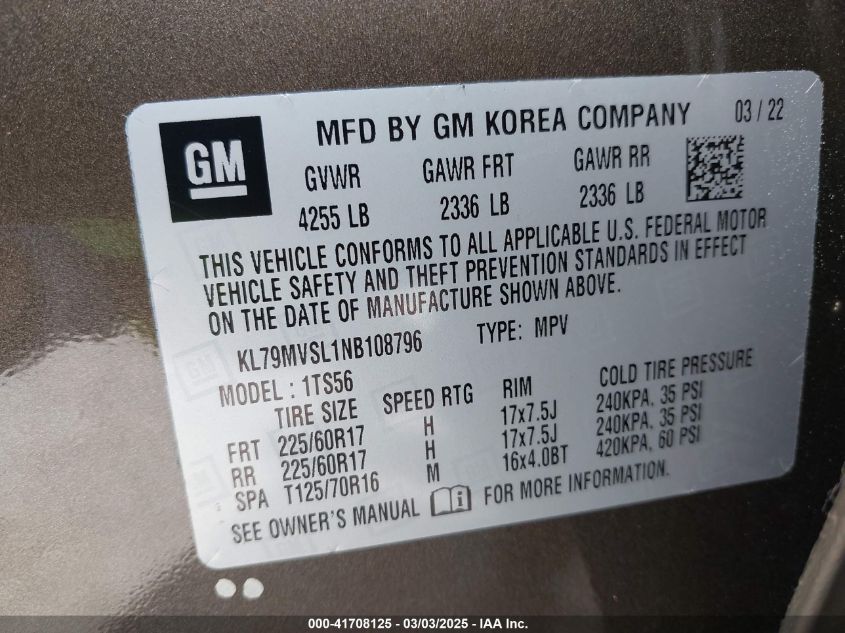 GM
MFD BY GM KOREA COMPANY 03 / 22
GVWR GAWR FRT GAWR RR
4255 LB 2336 LB 2336 LB
THIS VEHICLE CONFORMS TO ALL APPLICABLE U.S. FEDERAL MOTOR
VEHICLE SAFETY AND THEFT PREVENTION STANDARDS IN EFFECT
ON THE DATE OF MANUFACTURE SHOWN ABOVE.
KL79MVSL1NB108796 TYPE: MPV
MODEL : 1TS56
TIRE SIZE SPEED RTG RIM COLD TIRE PRESSURE
FRT 225/60R17 H 17x7.5J 240KPA, 35 PSI
RR 225/60R17 H 17x7.5J 240KPA, 35 PSI
SPA T125/70R16 M 16x4.0BT 420KPA, 60 PSI
SEE OWNER'S MANUAL FOR MORE INFORMATION.
000-41708125 - 03/03/2025 - IAA Inc.